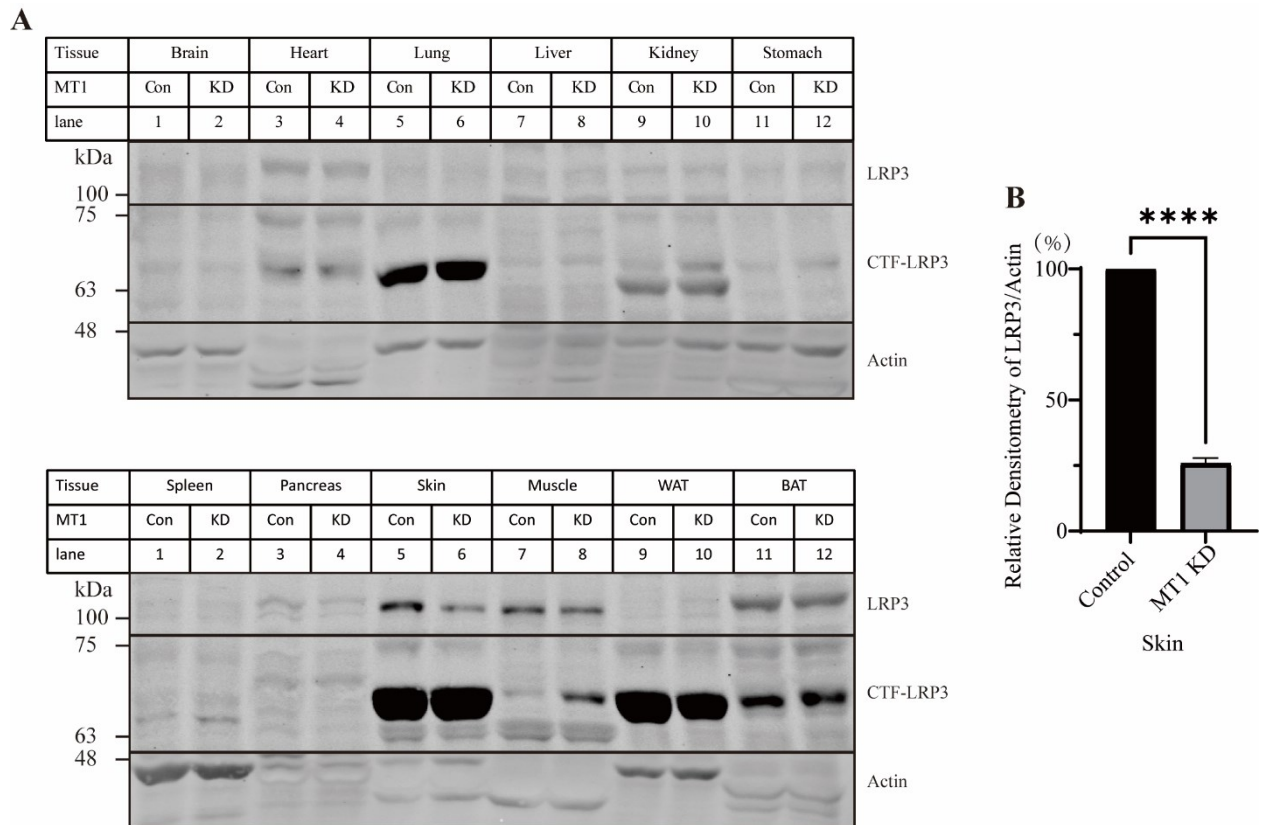 A
Tissue Brain Heart Lung Liver Kidney Stomach
MT1 Con KD Con KD Con KD Con KD Con KD Con KD
lane 1 2 3 4 5 6 7 8 9 10 11 12
kDa
LRP3
100
75
CTF-LRP3
63
48
Actin
Tissue Spleen Pancreas Skin Muscle WAT BAT
MT1 Con KD Con KD Con KD Con KD Con KD Con KD
lane 1 2 3 4 5 6 7 8 9 10 11 12
kDa
LRP3
100
75
CTF-LRP3
63
48
Actin
B
****
(%)
100
50
0
Relative Densitometry of LRP3/Actin
Control
MT1 KD
Skin